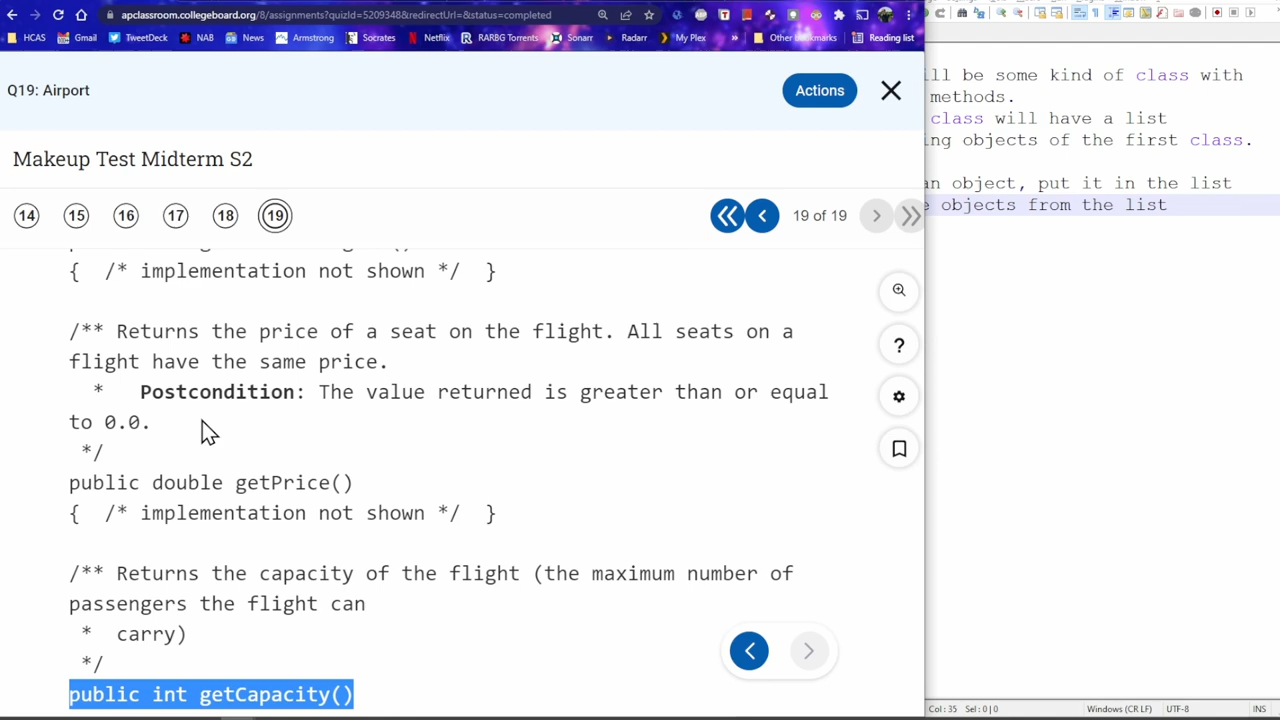 apclassroom.collegeboard.org/8/assignments?quizId=5209348&redirectUrl=&status=completed
HCAS Gmail TweetDeck NAB News Armstrong Socrates Netflix RARBG Torrents Sonarr Radarr My Plex » Other bookmarks Reading list
Q19: Airport
Actions
Makeup Test Midterm S2
14 15 16 17 18 19
19 of 19
{ /* implementation not shown */ }
/** Returns the price of a seat on the flight. All seats on a
flight have the same price.
* Postcondition: The value returned is greater than or equal
to 0.0.
*/
public double getPrice()
{ /* implementation not shown */ }
/** Returns the capacity of the flight (the maximum number of
passengers the flight can
* carry)
*/
public int getCapacity()
ill be some kind of class with
methods.
class will have a list
ng objects of the first class.
an object, put it in the list
e objects from the list
Col: 35 Sel: 0 | 0 Windows (CR LF) UTF-8 INS